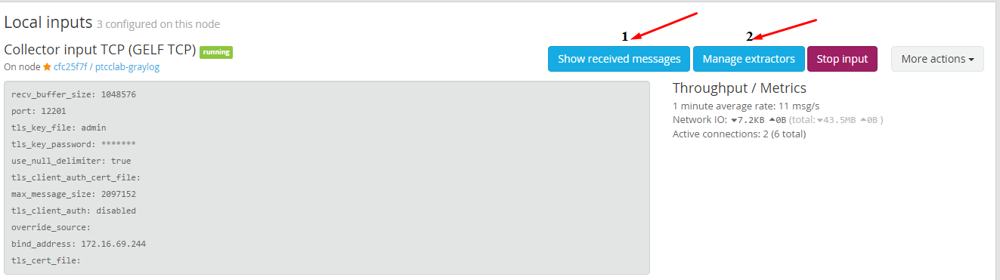 Local inputs 3 configured on this node
1
2
Collector input TCP (GELF TCP) running
Show received messages
Manage extractors
Stop input
More actions
On node cfc25f7f / ptcclab-graylog
recv_buffer_size: 1048576
port: 12201
tls_key_file: admin
tls_key_password: *******
use_null_delimiter: true
tls_client_auth_cert_file:
max_message_size: 2097152
tls_client_auth: disabled
override_source:
bind_address: 172.16.69.244
tls_cert_file:
Throughput / Metrics
1 minute average rate: 11 msg/s
Network IO: 7.2KB 0B (total: 43.5MB 0B )
Active connections: 2 (6 total)